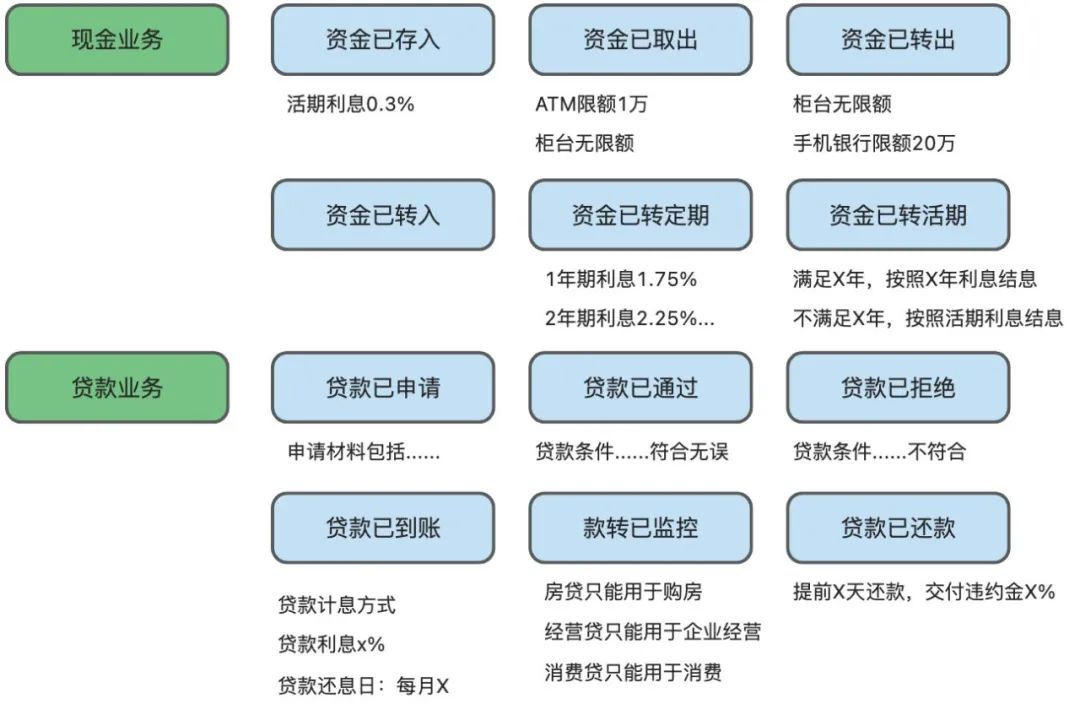 现金业务
资金已存入
资金已取出
资金已转出
活期利息0.3%
ATM限额1万
柜台无限额
柜台无限额
手机银行限额20万
资金已转入
资金已转定期
资金已转活期
1年期利息1.75%
2年期利息2.25%...
满足X年，按照X年利息结息
不满足X年，按照活期利息结息
贷款业务
贷款已申请
贷款已通过
贷款已拒绝
申请材料包括......
贷款条件......符合无误
贷款条件......不符合
贷款已到账
款转已监控
贷款已还款
贷款计息方式
贷款利息x%
贷款还息日：每月X
房贷只能用于购房
经营贷只能用于企业经营
消费贷只能用于消费
提前X天还款，交付违约金X%